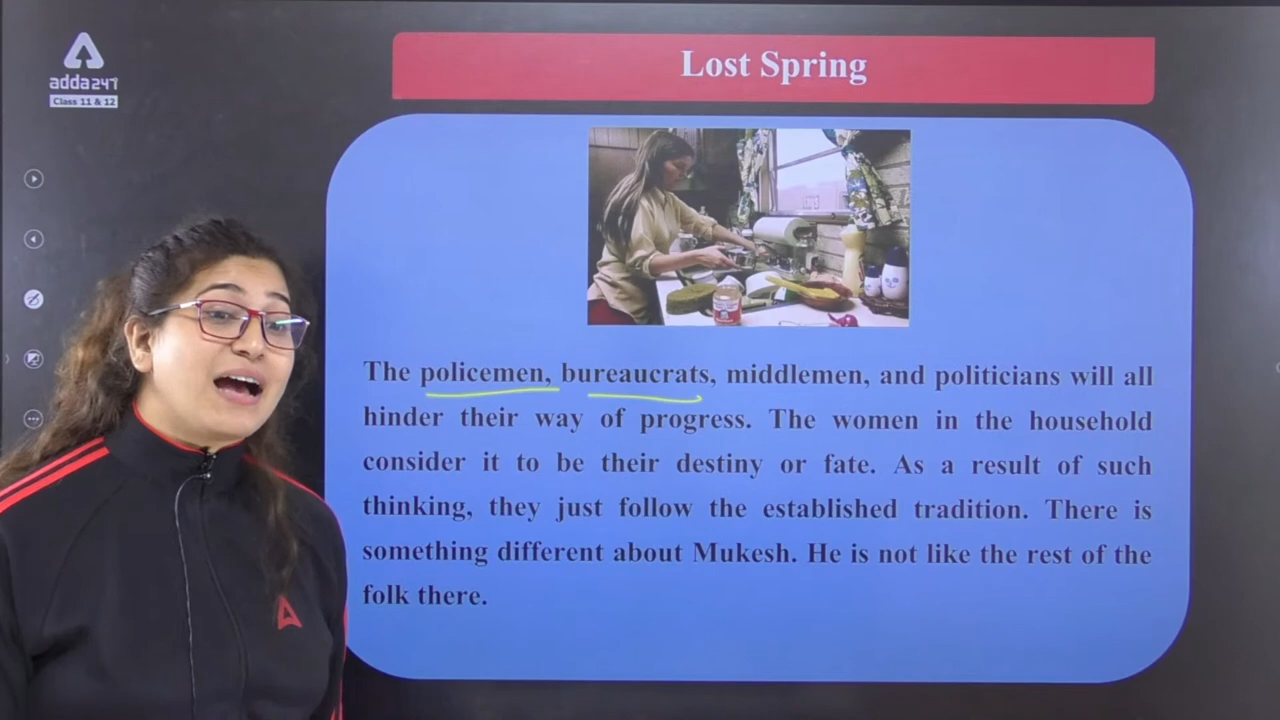 adda247
Class 11 & 12
Lost Spring
The policemen, bureaucrats, middlemen, and politicians will all
hinder their way of progress. The women in the household
consider it to be their destiny or fate. As a result of such
thinking, they just follow the established tradition. There is
something different about Mukesh. He is not like the rest of the
folk there.